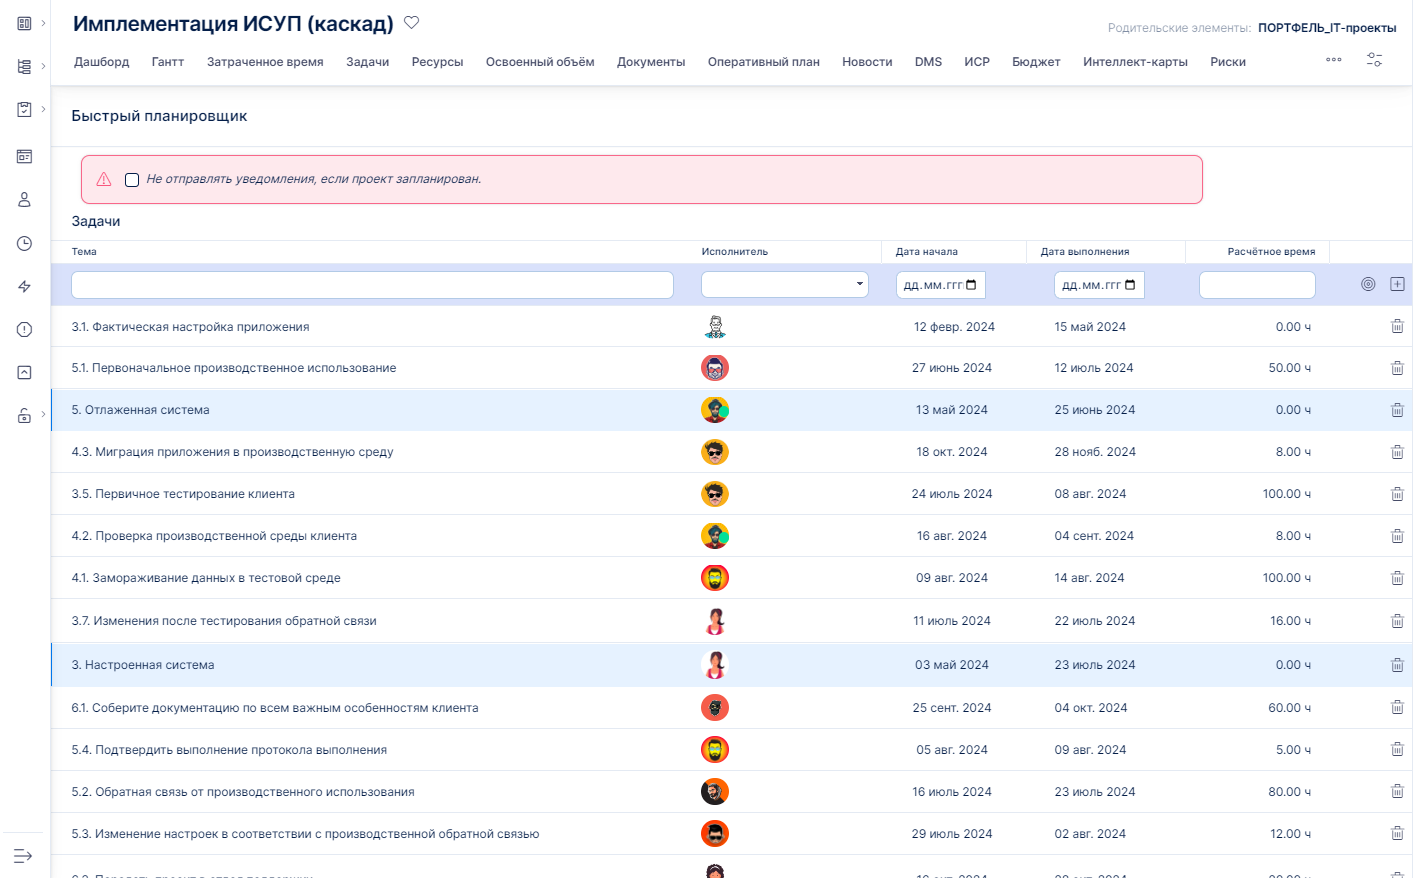 Имплементация ИСУП (каскад)
Родительские элементы: ПОРТФЕЛЬ_IT-проекты
Дашборд Гантт Затраченное время Задачи Ресурсы Освоенный объём Документы Оперативный план Новости DMS ИСР Бюджет Интеллект-карты Риски
Быстрый планировщик
Не отправлять уведомления, если проект запланирован.
Задачи
Тема Исполнитель Дата начала Дата выполнения Расчётное время
дд.мм.ггг дд.мм.ггг
3.1. Фактическая настройка приложения 12 февр. 2024 15 май 2024 0.00 ч
5.1. Первоначальное производственное использование 27 июнь 2024 12 июль 2024 50.00 ч
5. Отлаженная система 13 май 2024 25 июнь 2024 0.00 ч
4.3. Миграция приложения в производственную среду 18 окт. 2024 28 нояб. 2024 8.00 ч
3.5. Первичное тестирование клиента 24 июль 2024 08 авг. 2024 100.00 ч
4.2. Проверка производственной среды клиента 16 авг. 2024 04 сент. 2024 8.00 ч
4.1. Замораживание данных в тестовой среде 09 авг. 2024 14 авг. 2024 100.00 ч
3.7. Изменения после тестирования обратной связи 11 июль 2024 22 июль 2024 16.00 ч
3. Настроенная система 03 май 2024 23 июль 2024 0.00 ч
6.1. Соберите документацию по всем важным особенностям клиента 25 сент. 2024 04 окт. 2024 60.00 ч
5.4. Подтвердить выполнение протокола выполнения 05 авг. 2024 09 авг. 2024 5.00 ч
5.2. Обратная связь от производственного использования 16 июль 2024 23 июль 2024 80.00 ч
5.3. Изменение настроек в соответствии с производственной обратной связью 29 июль 2024 02 авг. 2024 12.00 ч